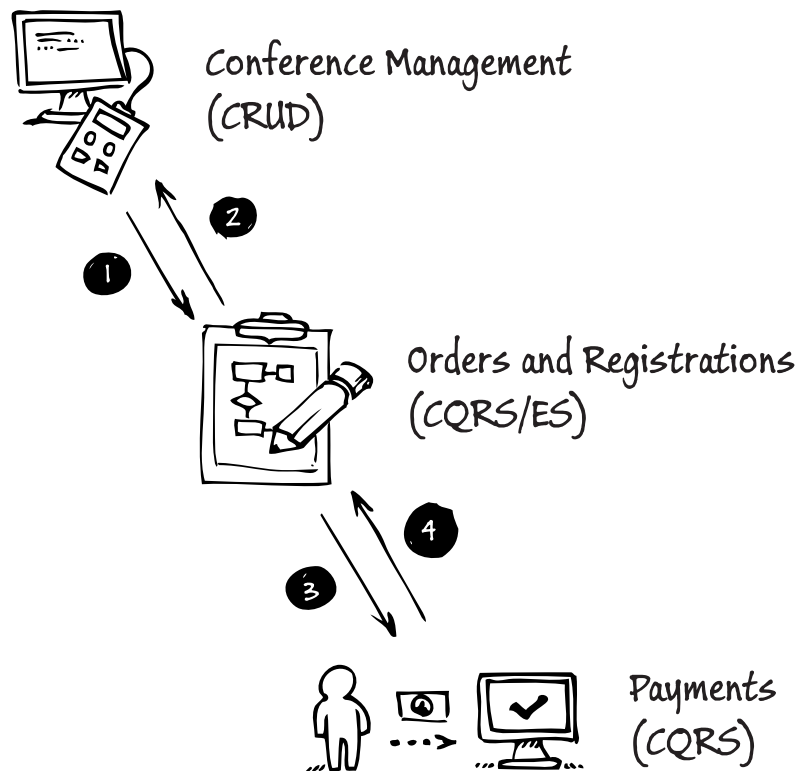 Conference Management
(CRUD)
2
1
Orders and Registrations
(CQRS/ES)
4
3
Payments
(CQRS)